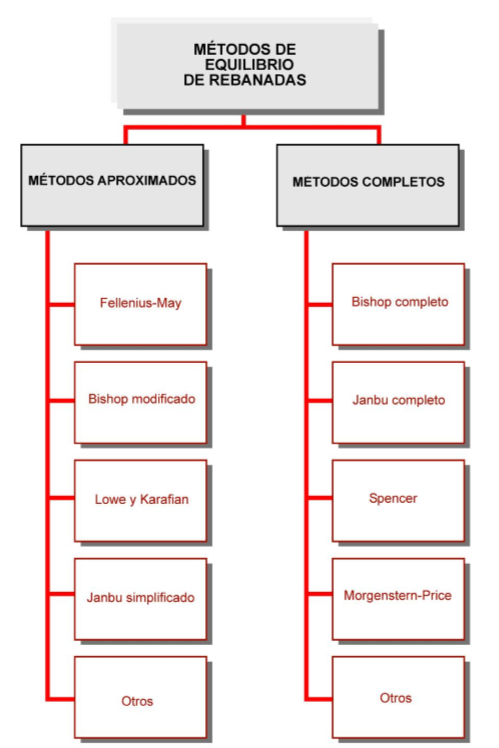 MÉTODOS DE
EQUILIBRIO
DE REBANADAS
MÉTODOS APROXIMADOS
METODOS COMPLETOS
Fellenius-May
Bishop modificado
Lowe y Karafian
Janbu simplificado
Otros
Bishop completo
Janbu completo
Spencer
Morgenstern-Price
Otros